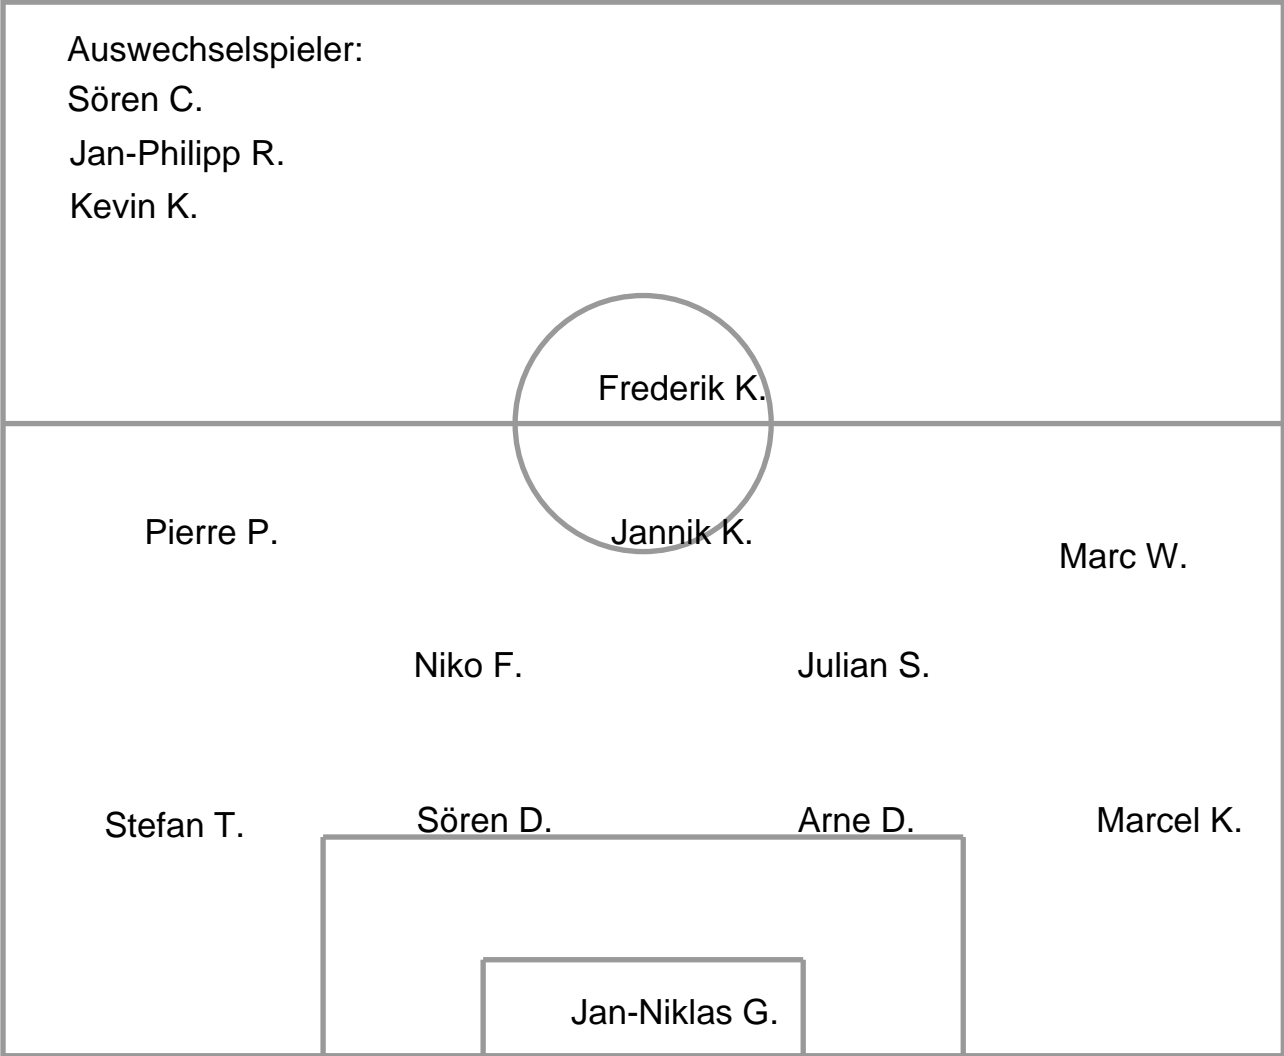 Auswechselspieler:
Sören C.
Jan-Philipp R.
Kevin K.
Frederik K.
Pierre P.
Jannik K.
Marc W.
Niko F.
Julian S.
Stefan T.
Sören D.
Arne D.
Marcel K.
Jan-Niklas G.